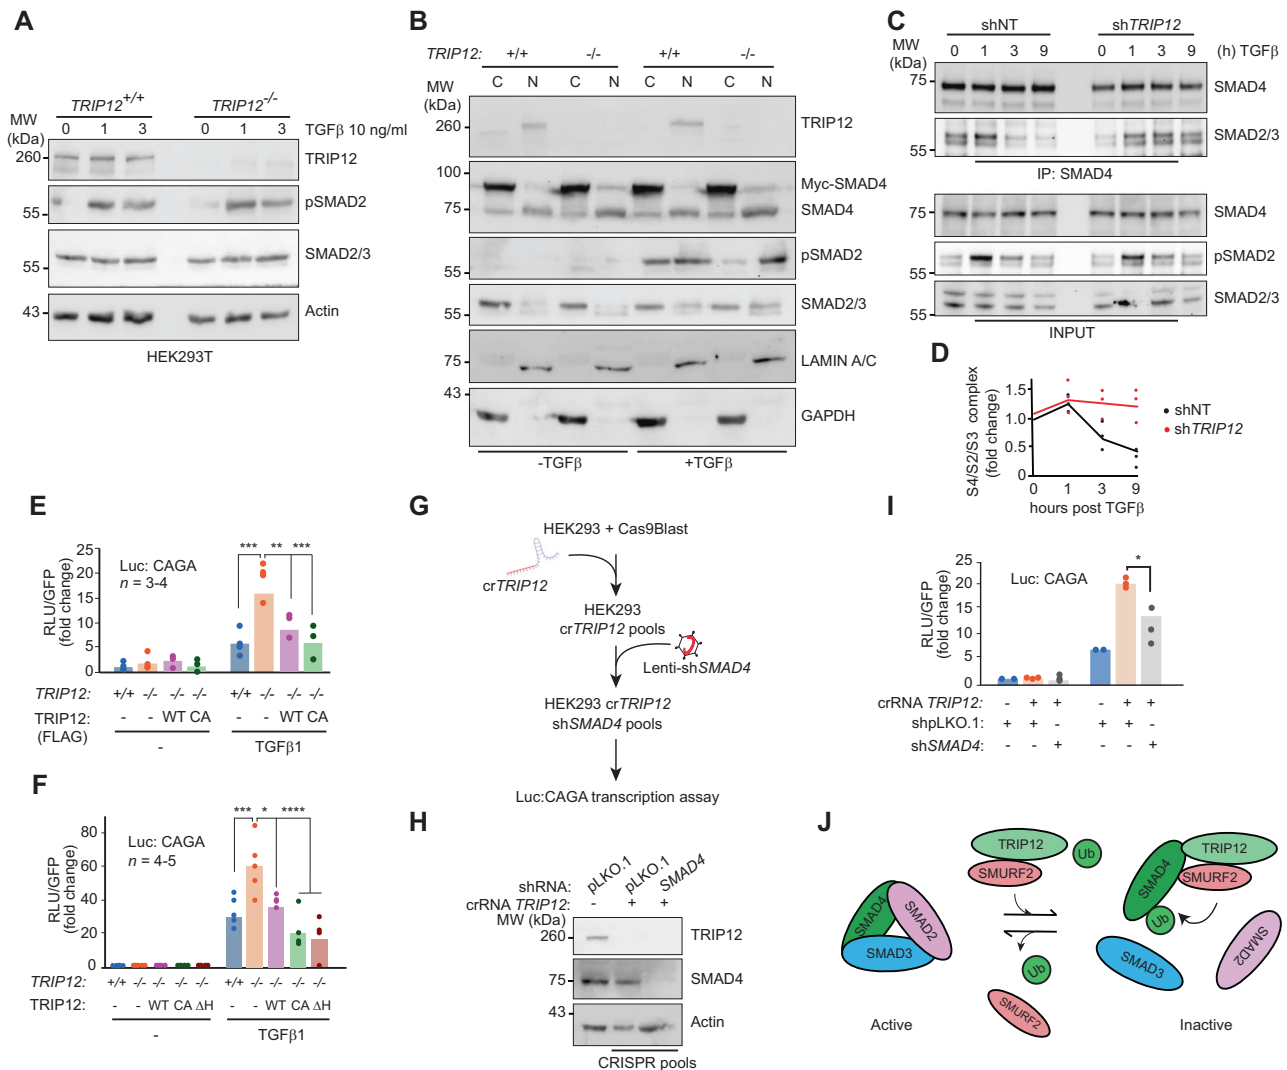 A
TRIP12+/+ TRIP12-/-
MW
(kDa)
0 1 3 0 1 3 TGFβ 10 ng/ml
260 TRIP12
pSMAD2
55
SMAD2/3
55
43 Actin
HEK293T
B
TRIP12: +/+ -/- +/+ -/-
C N C N C N C N
MW
(kDa)
260 TRIP12
100
Myc-SMAD4
75 SMAD4
pSMAD2
55
SMAD2/3
55
75 LAMIN A/C
43
GAPDH
-TGFβ +TGFβ
C
shNT shTRIP12
MW
(kDa)
0 1 3 9 0 1 3 9 (h) TGFβ
75 SMAD4
SMAD2/3
55
IP: SMAD4
75 SMAD4
pSMAD2
55
SMAD2/3
55
INPUT
D
S4/S2/S3 complex
(fold change)
1.5
1.0
0.5
0
0 1 3 9
hours post TGFβ
shNT
shTRIP12
E
RLU/GFP
(fold change)
25
20
15
10
5
0
Luc: CAGA
n = 3-4
*** ** ***
TRIP12: +/+ -/- -/- -/- +/+ -/- -/- -/-
TRIP12: - - WT CA - - WT CA
(FLAG)
- TGFβ1
F
RLU/GFP
(fold change)
80
60
40
20
0
Luc: CAGA
n = 4-5
*** * ****
TRIP12: +/+ -/- -/- -/- -/- +/+ -/- -/- -/- -/-
TRIP12: - - WT CA ΔH - - WT CA ΔH
- TGFβ1
G
HEK293 + Cas9Blast
crTRIP12
HEK293
crTRIP12 pools
Lenti-shSMAD4
HEK293 crTRIP12
shSMAD4 pools
Luc:CAGA transcription assay
H
shRNA: pLKO.1 pLKO.1 SMAD4
crRNA TRIP12: - + +
MW (kDa)
260 TRIP12
75 SMAD4
43
Actin
CRISPR pools
I
RLU/GFP
(fold change)
25
20
15
10
5
0
Luc: CAGA
*
crRNA TRIP12: - + + - + +
shpLKO.1: + + - + + -
shSMAD4: - - + - - +
J
TRIP12
SMURF2
Ub
SMAD4
SMAD2
SMAD3
Ub
SMURF2
Active
TRIP12
SMURF2
SMAD4
Ub
SMAD3
SMAD2
Inactive